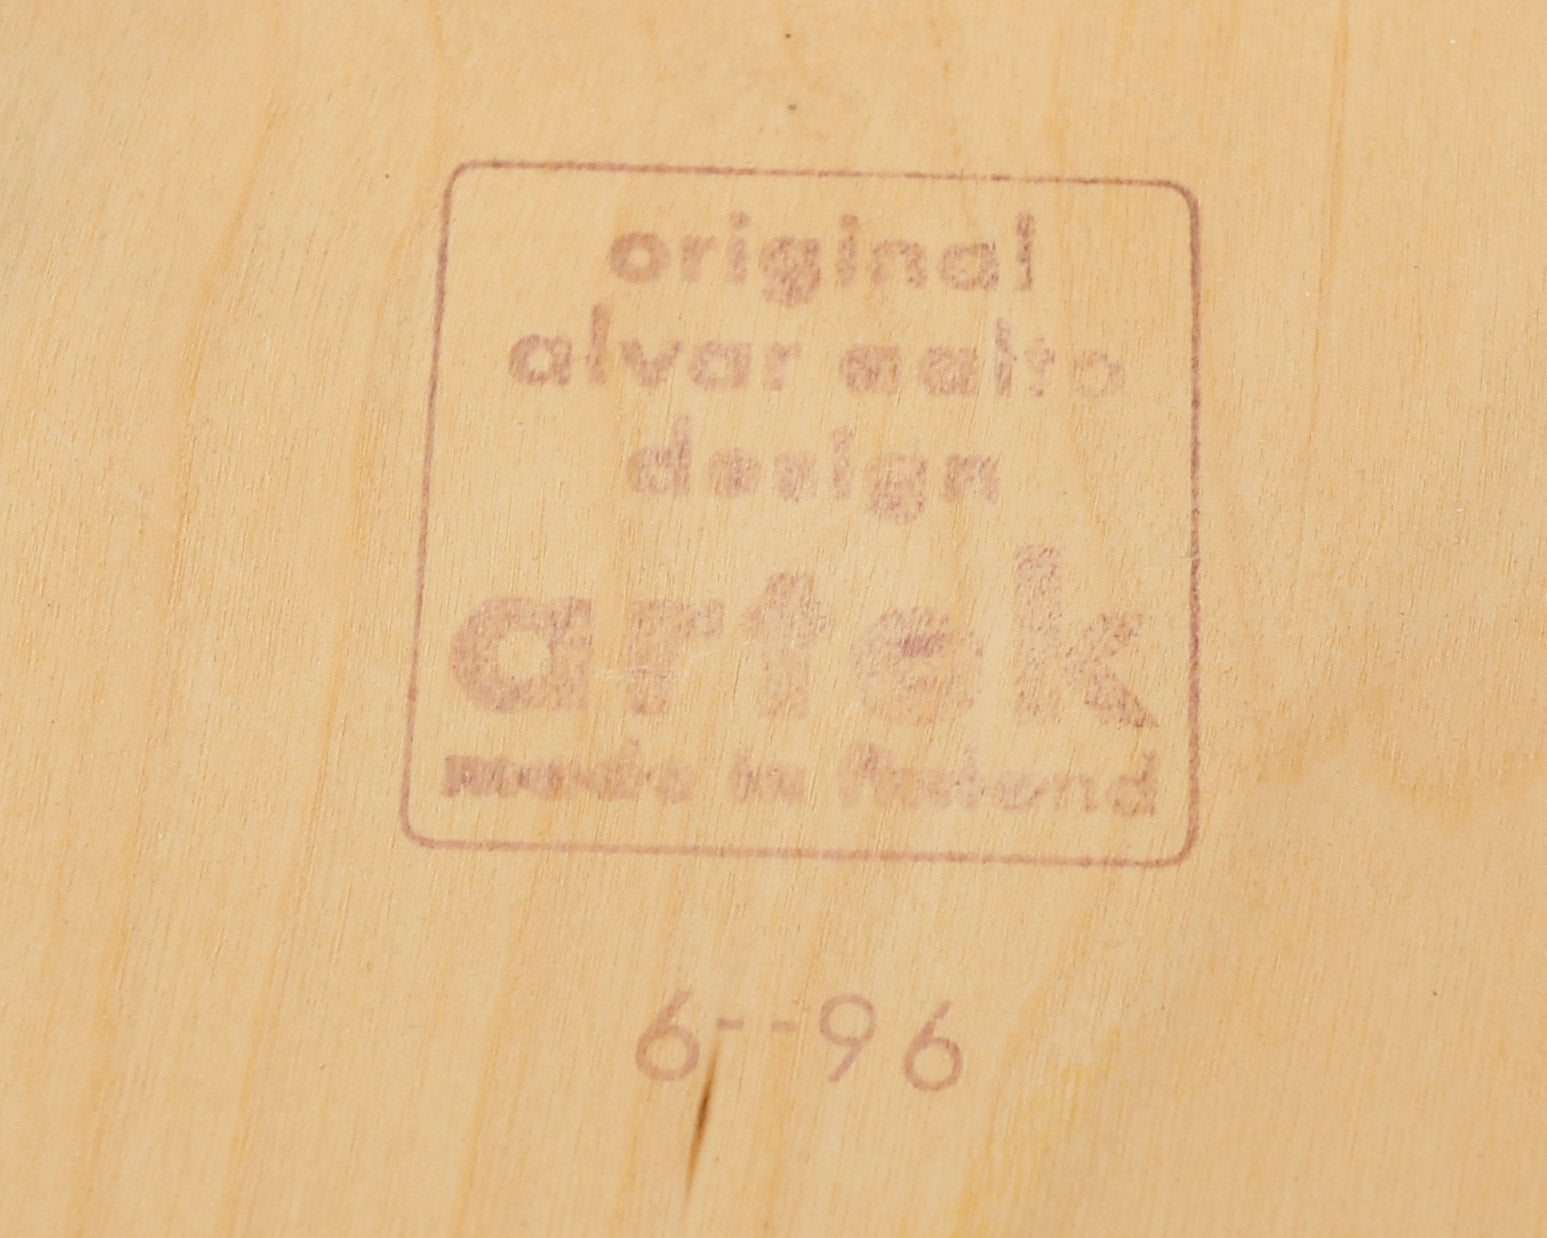 original
alvar aalto
design
artek
made in finland
6--96